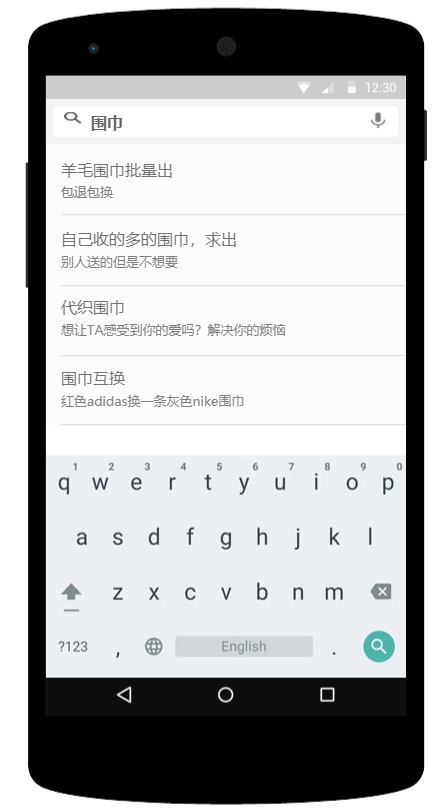 12:30
围巾
羊毛围巾批量出
包退包换
自己收的多的围巾，求出
别人送的但是不想要
代织围巾
想让TA感受到你的爱吗？解决你的烦恼
围巾互换
红色adidas换一条灰色nike围巾
1 2 3 4 5 6 7 8 9 0
q w e r t y u i o p
a s d f g h j k l
z x c v b n m
?123 , English .